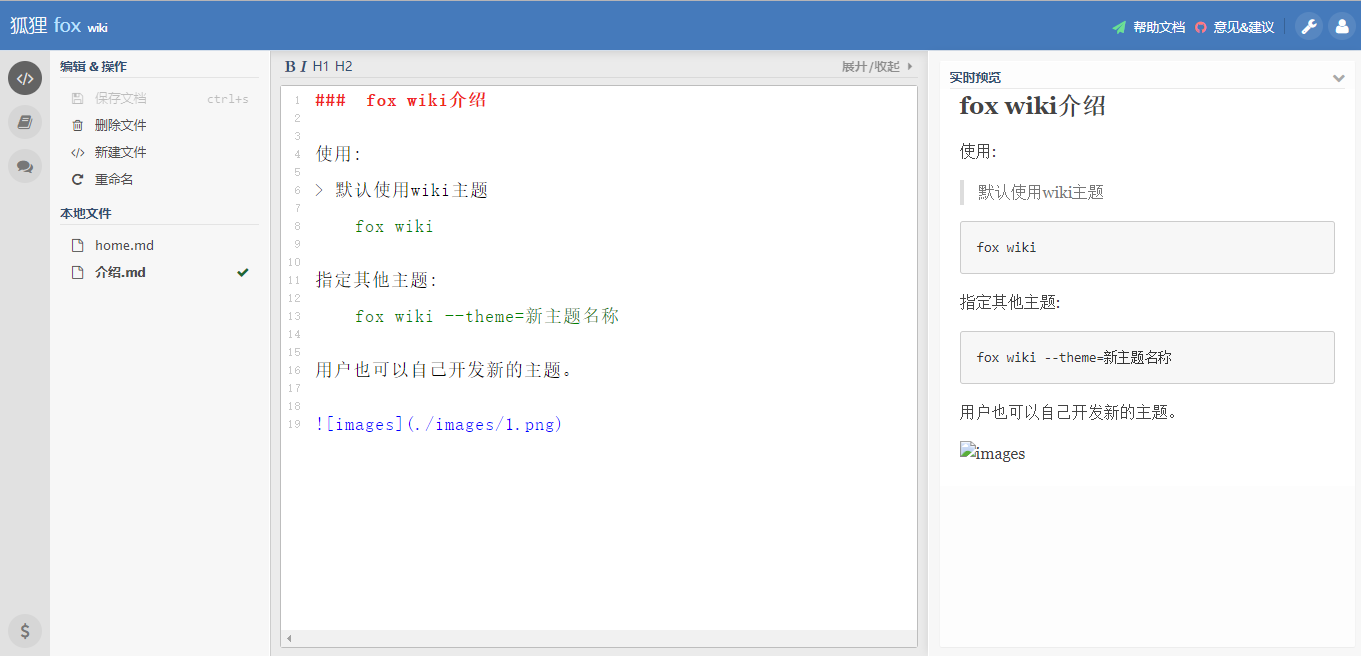 狐狸 fox wiki
帮助文档 意见&建议
编辑 & 操作
保存文档 ctrl+s
删除文件
新建文件
重命名
本地文件
home.md
介绍.md
B I H1 H2 展开/收起
1 ### fox wiki介绍
2
3
4 使用:
5
6 > 默认使用wiki主题
7
8 fox wiki
9
10
11 指定其他主题:
12
13 fox wiki --theme=新主题名称
14
15
16 用户也可以自己开发新的主题。
17
18
19 ![images](./images/1.png)
实时预览
fox wiki介绍
使用:
默认使用wiki主题
fox wiki
指定其他主题:
fox wiki --theme=新主题名称
用户也可以自己开发新的主题。
images
$